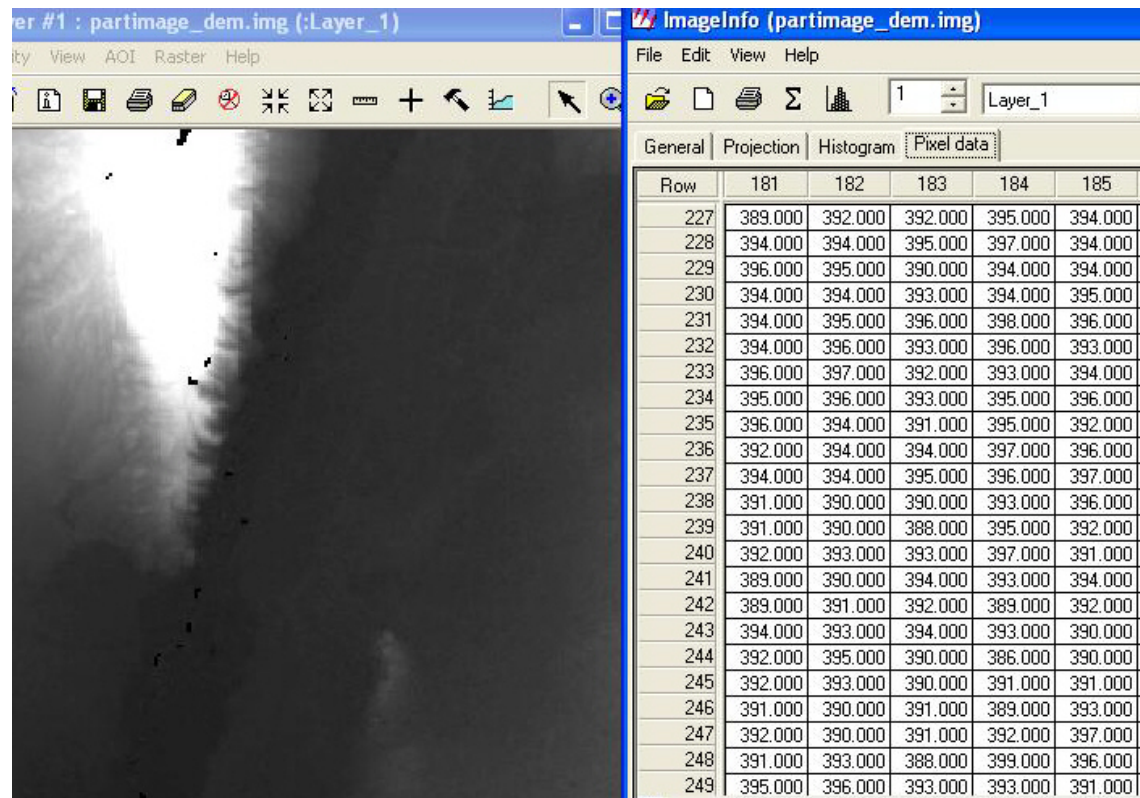 er #1 : partimage_dem.img (:Layer_1)
ity View AOI Raster Help
ImageInfo (partimage_dem.img)
File Edit View Help
1 Layer_1
General Projection Histogram Pixel data
Row 181 182 183 184 185
227 389.000 392.000 392.000 395.000 394.000
228 394.000 394.000 395.000 397.000 394.000
229 396.000 395.000 390.000 394.000 394.000
230 394.000 394.000 393.000 394.000 395.000
231 394.000 395.000 396.000 398.000 396.000
232 394.000 396.000 393.000 396.000 393.000
233 396.000 397.000 392.000 393.000 394.000
234 395.000 396.000 393.000 395.000 396.000
235 396.000 394.000 391.000 395.000 392.000
236 392.000 394.000 394.000 397.000 396.000
237 394.000 394.000 395.000 396.000 397.000
238 391.000 390.000 390.000 393.000 396.000
239 391.000 390.000 388.000 395.000 392.000
240 392.000 393.000 393.000 397.000 391.000
241 389.000 390.000 394.000 393.000 394.000
242 389.000 391.000 392.000 389.000 392.000
243 394.000 393.000 394.000 393.000 390.000
244 392.000 395.000 390.000 386.000 390.000
245 392.000 393.000 390.000 391.000 391.000
246 391.000 390.000 391.000 389.000 393.000
247 392.000 390.000 391.000 392.000 397.000
248 391.000 393.000 388.000 399.000 396.000
249 395.000 396.000 393.000 393.000 391.000